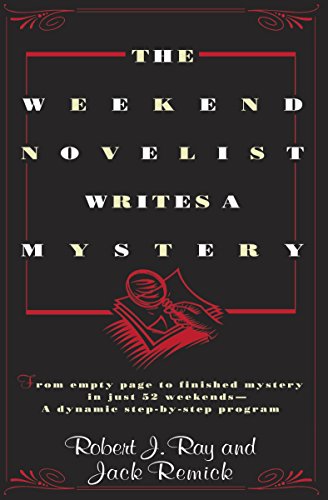 THE
WEEKEND
NOVELIST
WRITES A
MYSTERY
From empty page to finished mystery
in just 52 weekends—
A dynamic step-by-step program
Robert J. Ray and
Jack Remick